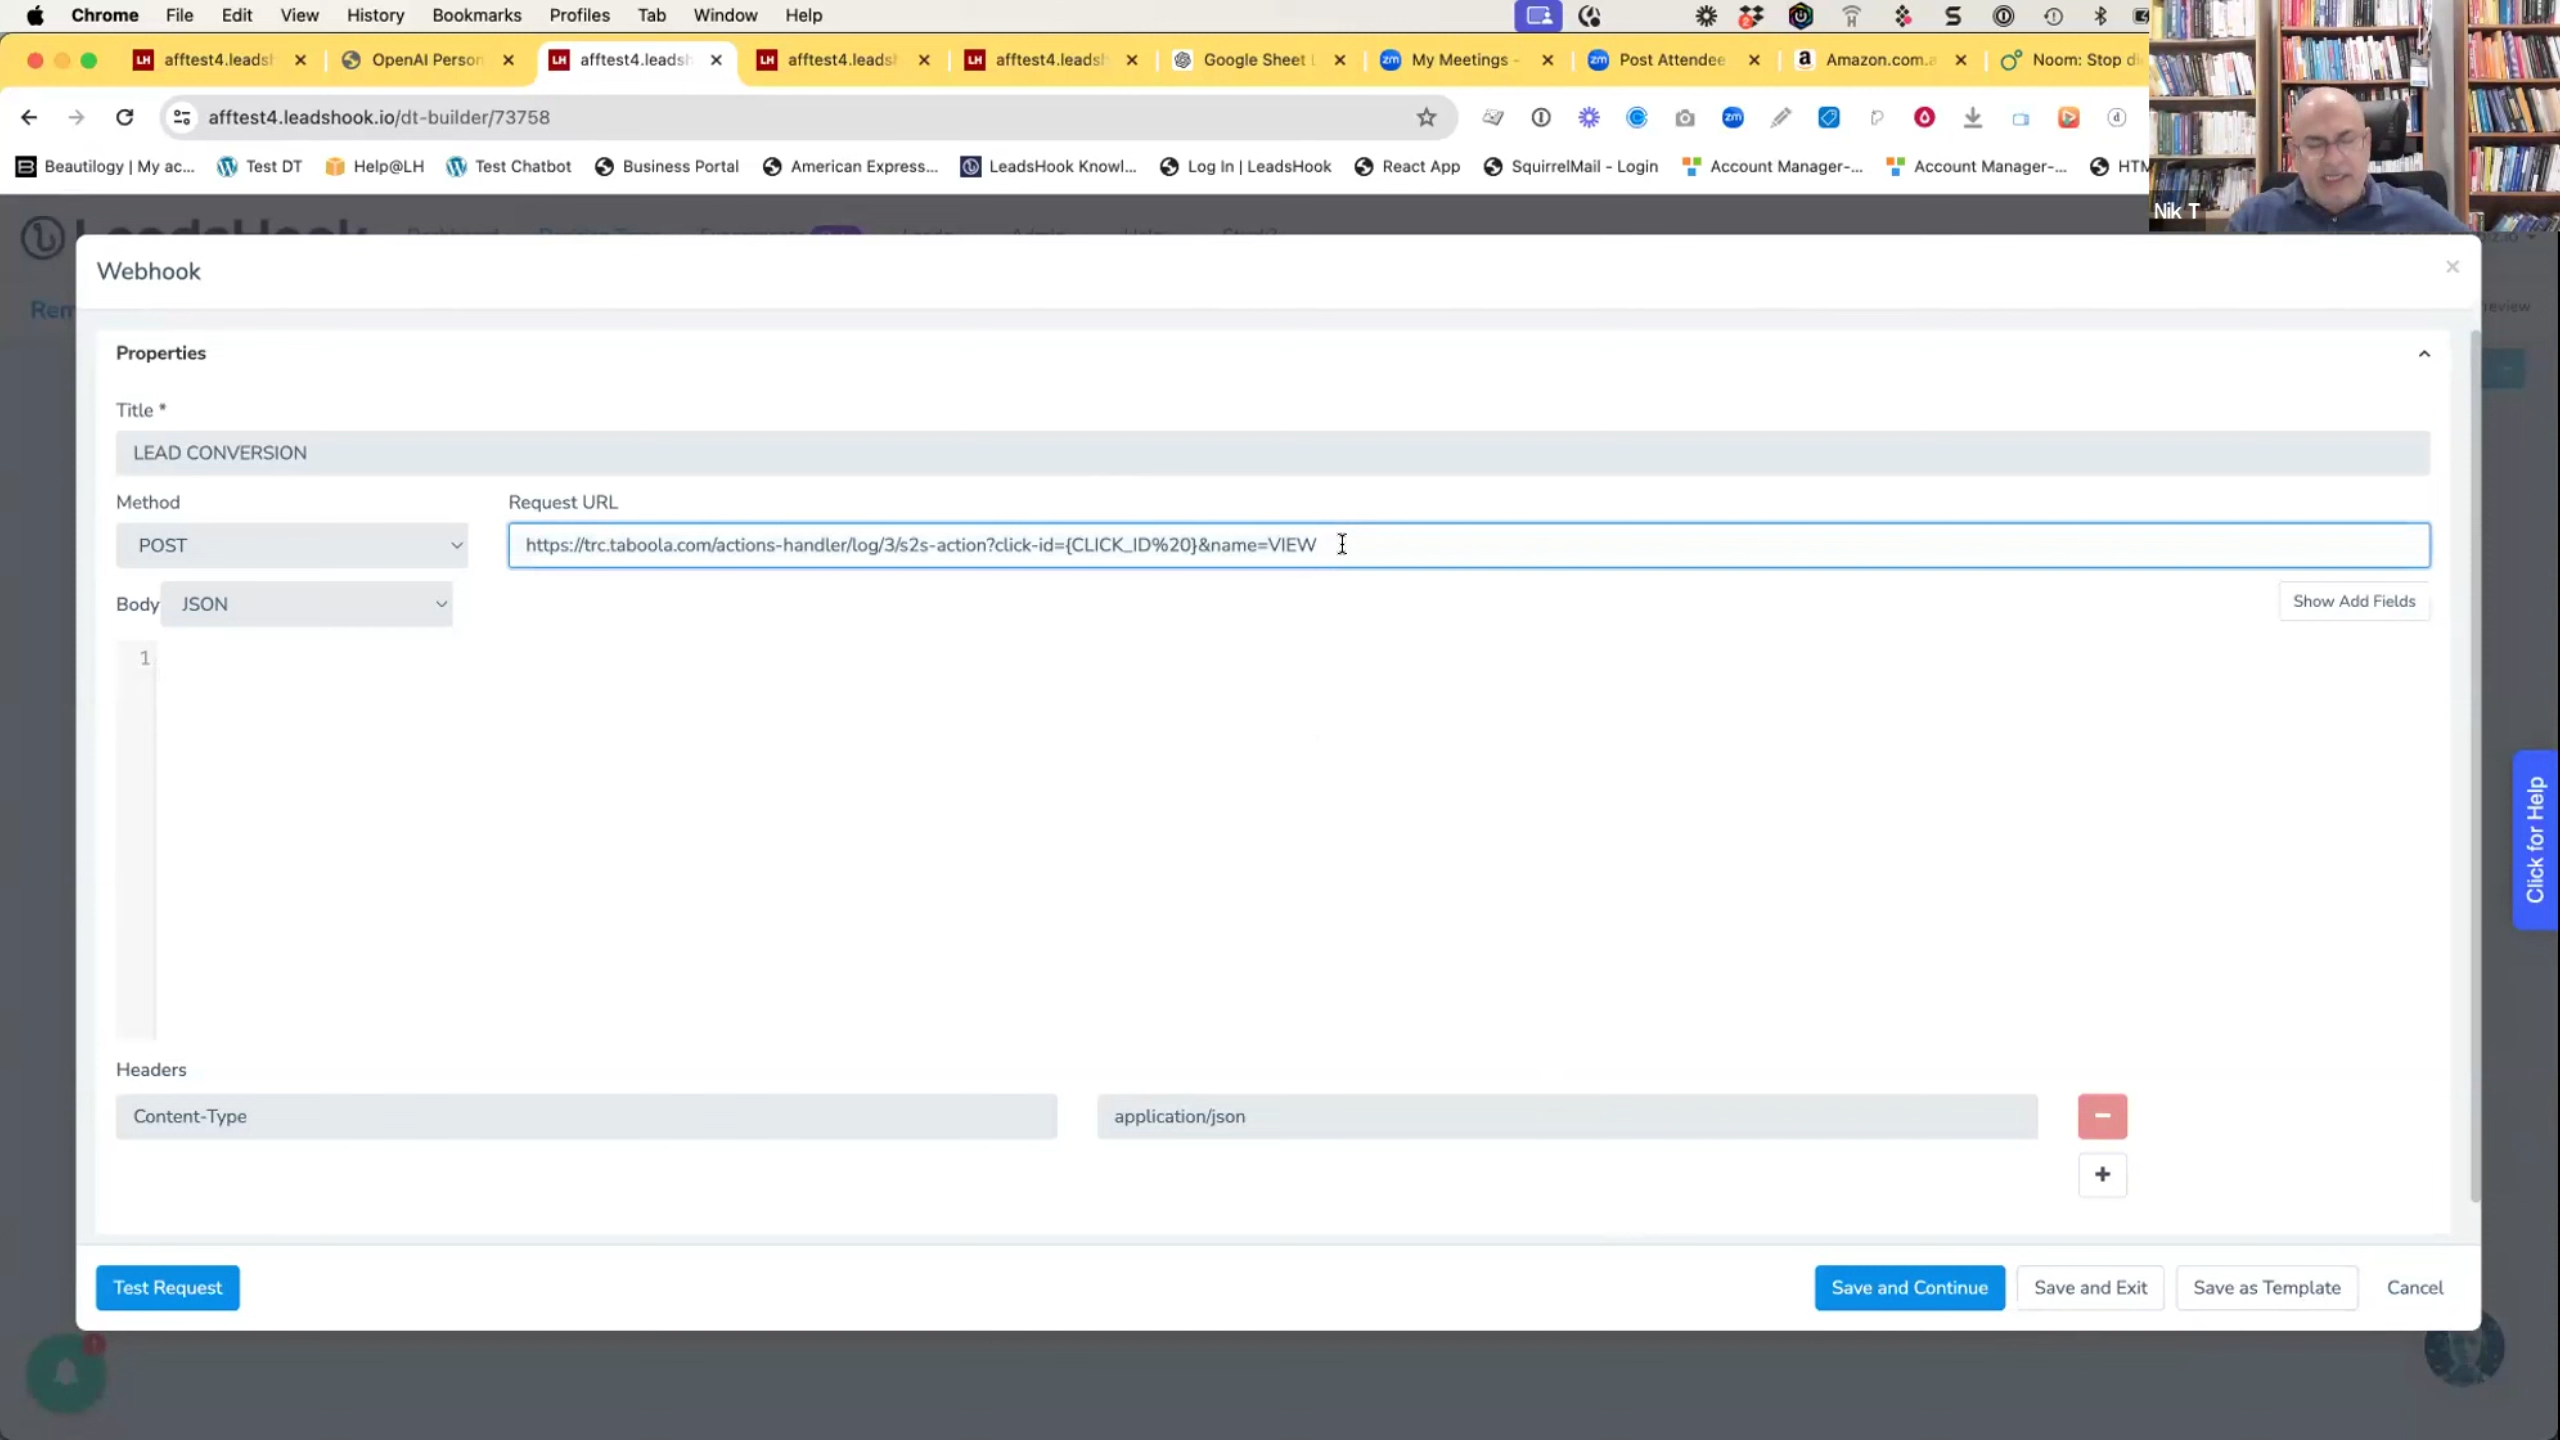 Chrome File Edit View History Bookmarks Profiles Tab Window Help
afftest4.leadsh OpenAI Person afftest4.leadsh afftest4.leadsh afftest4.leadsh Google Sheet My Meetings - Post Attendee Amazon.com.a Noom: Stop di
afftest4.leadshook.io/dt-builder/73758
Beautilogy | My ac... Test DT Help@LH Test Chatbot Business Portal American Express... LeadsHook Knowl... Log In | LeadsHook React App SquirrelMail - Login Account Manager-... Account Manager-... HTM
Nik T
LeadsHook
Webhook
Properties
Title *
LEAD CONVERSION
Method Request URL
POST https://trc.taboola.com/actions-handler/log/3/s2s-action?click-id={CLICK_ID%20}&name=VIEW
Body JSON Show Add Fields
1
Click for Help
Headers
Content-Type application/json
Test Request Save and Continue Save and Exit Save as Template Cancel